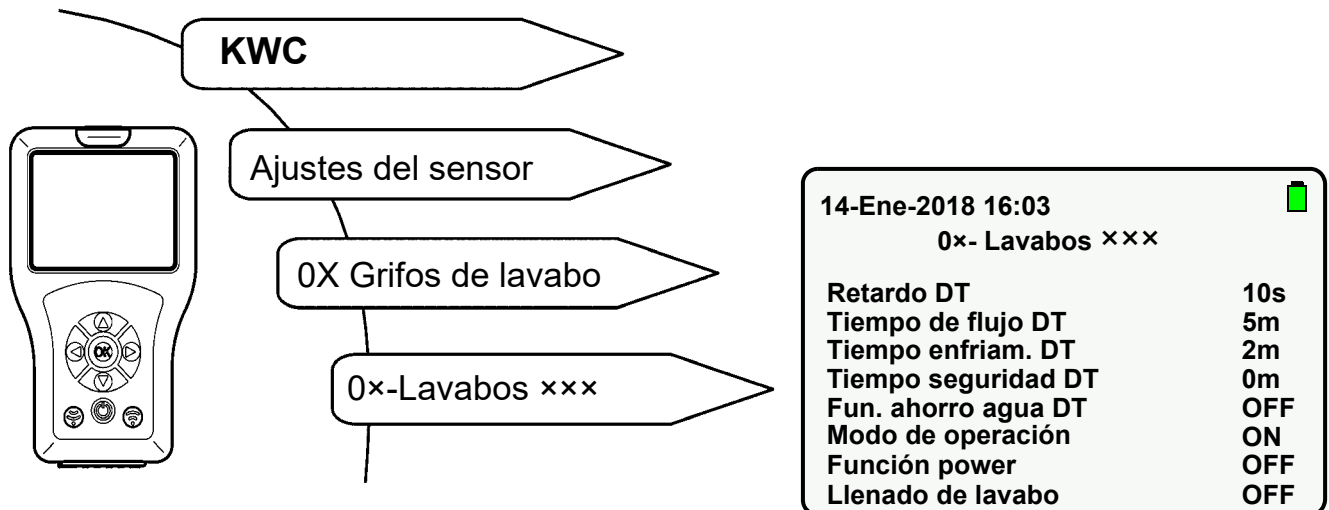 KWC
Ajustes del sensor
0X Grifos de lavabo
0×-Lavabos ×××
OK
14-Ene-2018 16:03
0×- Lavabos ×××
Retardo DT 10s
Tiempo de flujo DT 5m
Tiempo enfriam. DT 2m
Tiempo seguridad DT 0m
Fun. ahorro agua DT OFF
Modo de operación ON
Función power OFF
Llenado de lavabo OFF